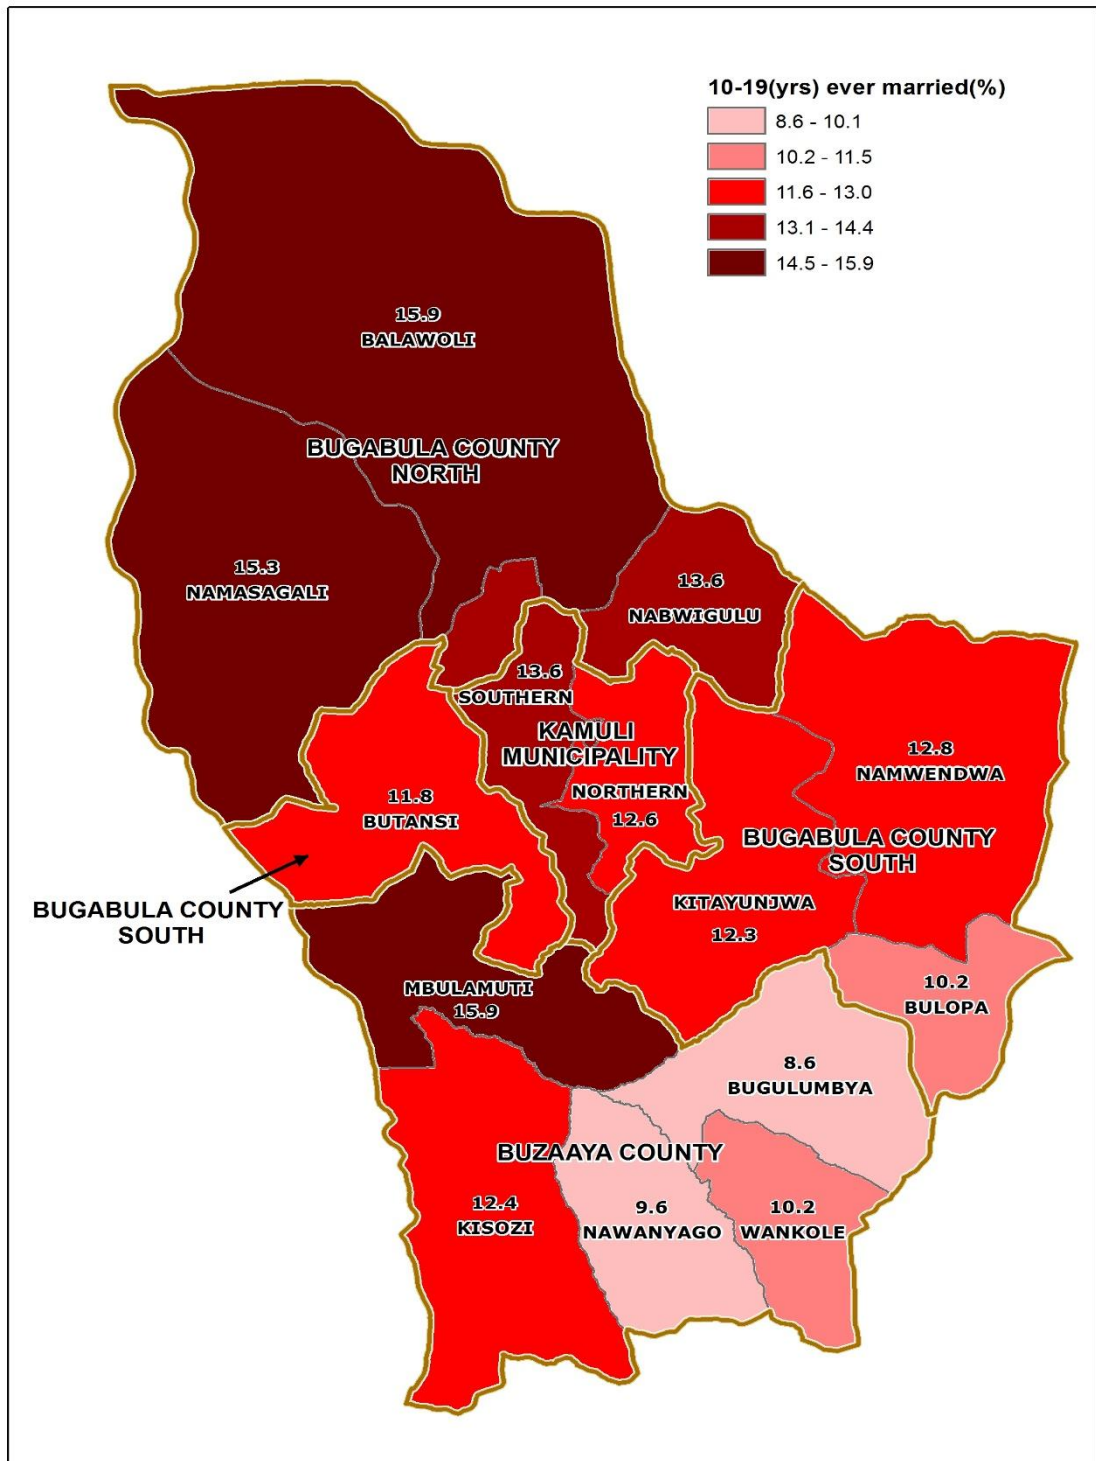 10-19(yrs) ever married(%)
8.6 - 10.1
10.2 - 11.5
11.6 - 13.0
13.1 - 14.4
14.5 - 15.9
15.9
BALAWOLI
BUGABULA COUNTY
NORTH
15.3
NAMASAGALI
13.6
NABWIGULU
13.6
SOUTHERN
KAMULI
MUNICIPALITY
NORTHERN
12.6
12.8
NAMWENDWA
11.8
BUTANSI
BUGABULA COUNTY
SOUTH
BUGABULA COUNTY
SOUTH
KITAYUNJWA
12.3
MBULAMUTI
15.9
10.2
BULOPA
8.6
BUGULUMBYA
BUZAAYA COUNTY
12.4
KISOZI
9.6
NAWANYAGO
10.2
WANKOLE